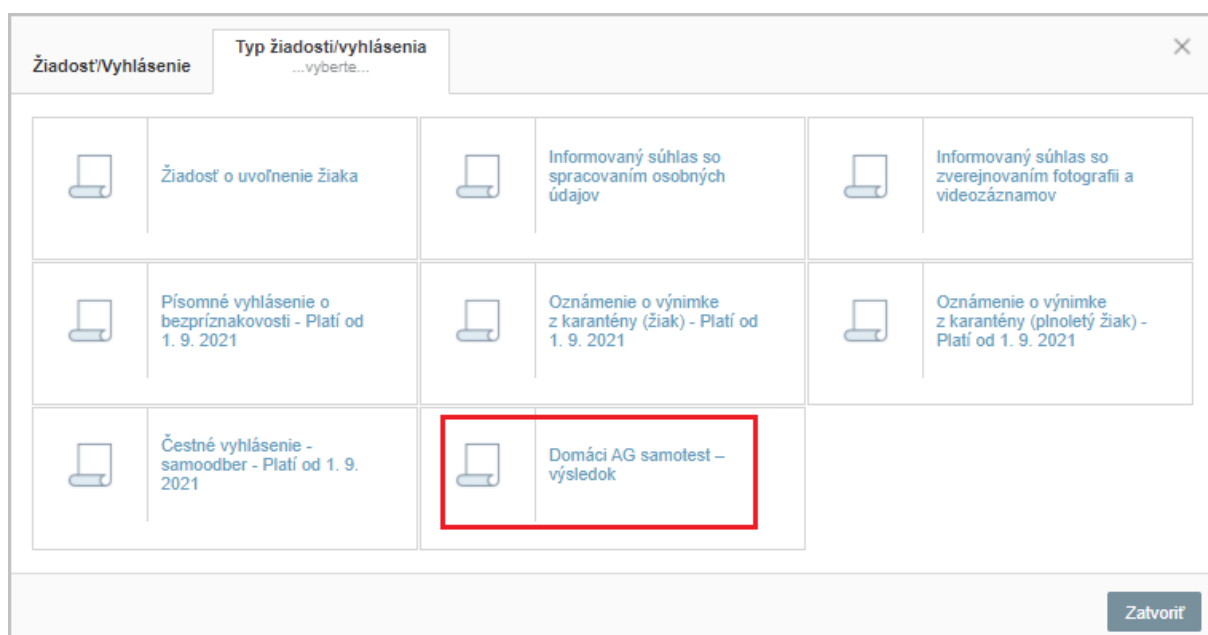 Žiadosť/Vyhlásenie
Typ žiadosti/vyhlásenia
...vyberte...
Žiadosť o uvoľnenie žiaka
Informovaný súhlas so
spracovaním osobných
údajov
Informovaný súhlas so
zverejnovaním fotografii a
videozáznamov
Písomné vyhlásenie o
bezpríznakovosti - Platí od
1. 9. 2021
Oznámenie o výnimke
z karantény (žiak) - Platí od
1. 9. 2021
Oznámenie o výnimke
z karantény (plnoletý žiak) -
Platí od 1. 9. 2021
Čestné vyhlásenie -
samoodber - Platí od 1. 9.
2021
Domáci AG samotest –
výsledok
Zatvoriť